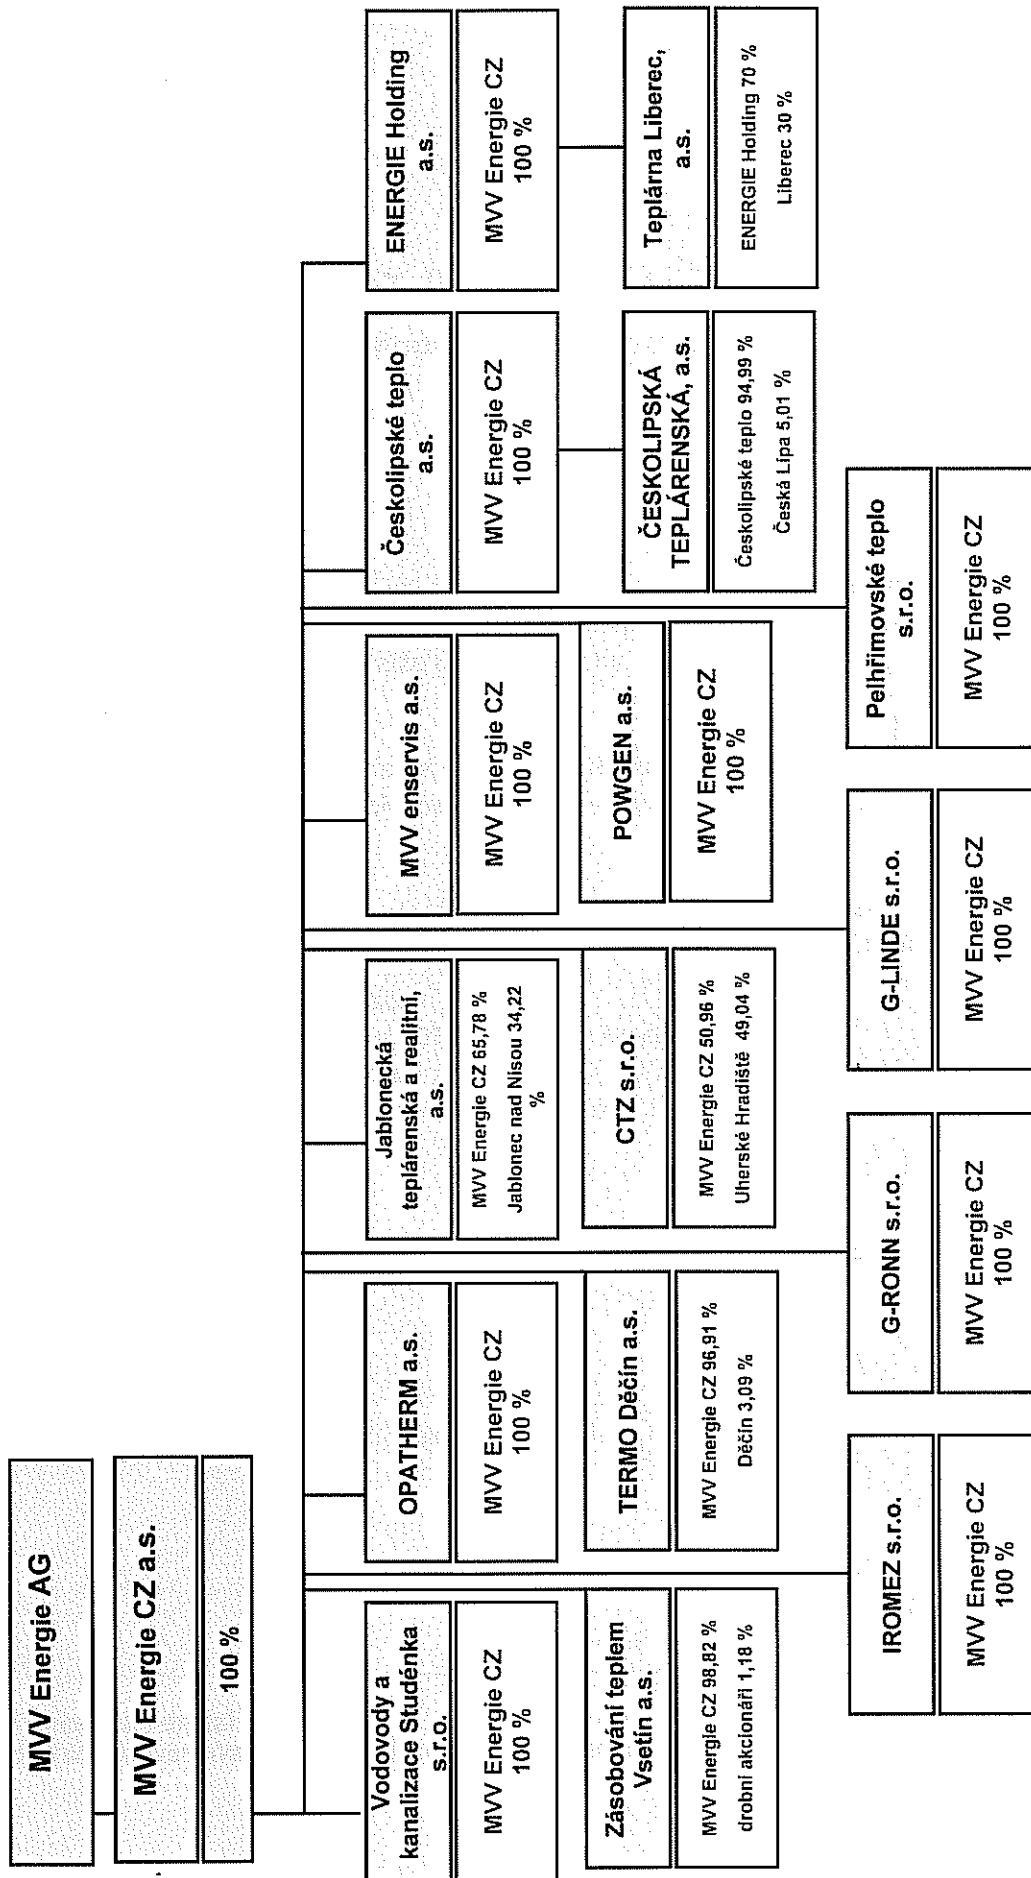 MVV Energie AG
MVV Energie CZ a.s.
100 %
Vodovody a
kanalizace Studénka
s.r.o.
MVV Energie CZ
100 %
OPATHERM a.s.
MVV Energie CZ
100 %
Jablonecká
teplárenská a realitní,
a.s.
MVV Energie CZ 65,78 %
Jablonec nad Nisou 34,22
%
MVV enservis a.s.
MVV Energie CZ
100 %
Českolipské teplo
a.s.
MVV Energie CZ
100 %
ENERGIE Holding
a.s.
MVV Energie CZ
100 %
Zásobování teplem
Vsetín a.s.
MVV Energie CZ 98,82 %
drobní akcionáři 1,18 %
TERMO Děčín a.s.
MVV Energie CZ 96,91 %
Děčín 3,09 %
CTZ s.r.o.
MVV Energie CZ 50,96 %
Uherské Hradiště 49,04 %
POWGEN a.s.
MVV Energie CZ
100 %
ČESKOLIPSKÁ
TEPLÁRENSKÁ, a.s.
Českolipské teplo 94,99 %
Česká Lípa 5,01 %
Teplárna Liberec,
a.s.
ENERGIE Holding 70 %
Liberec 30 %
IROMEZ s.r.o.
MVV Energie CZ
100 %
G-RONN s.r.o.
MVV Energie CZ
100 %
G-LINDE s.r.o.
MVV Energie CZ
100 %
Pelhřimovské teplo
s.r.o.
MVV Energie CZ
100 %